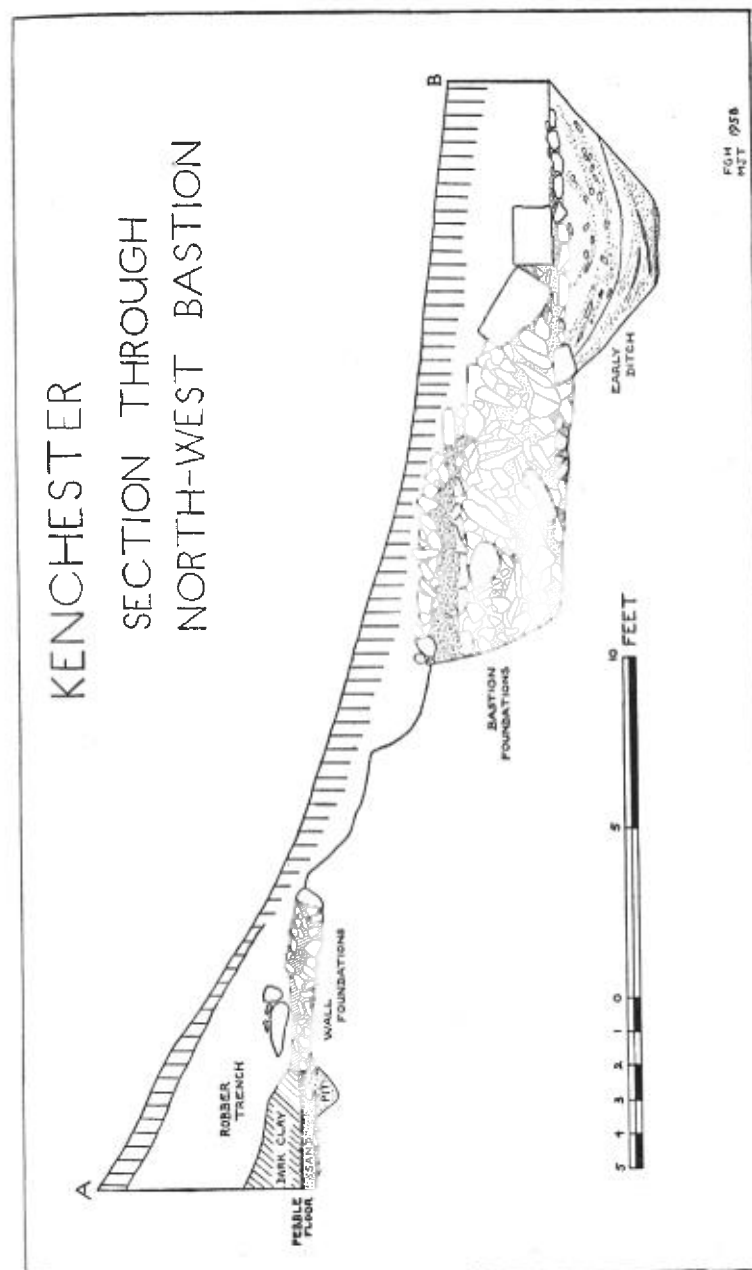 KENCHESTER
SECTION THROUGH
NORTH-WEST BASTION
A
B
ROBBER
TRENCH
DARK CLAY
SAND
PIT
PEBBLE
FLOOR
WALL
FOUNDATIONS
BASTION
FOUNDATIONS
EARLY
DITCH
5 4 3 2 1 0 5 10
FEET
FGH
MJT 1958